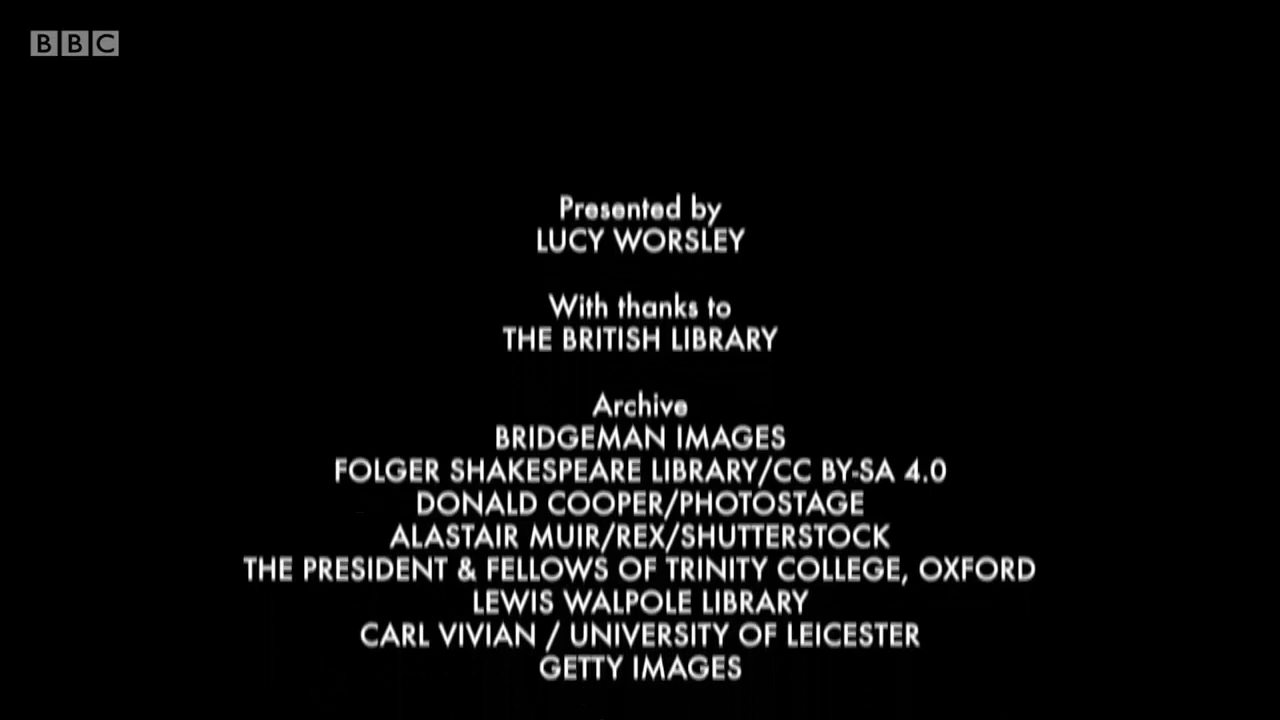 BBC
Presented by
LUCY WORSLEY
With thanks to
THE BRITISH LIBRARY
Archive
BRIDGEMAN IMAGES
FOLGER SHAKESPEARE LIBRARY/CC BY-SA 4.0
DONALD COOPER/PHOTOSTAGE
ALASTAIR MUIR/REX/SHUTTERSTOCK
THE PRESIDENT & FELLOWS OF TRINITY COLLEGE, OXFORD
LEWIS WALPOLE LIBRARY
CARL VIVIAN / UNIVERSITY OF LEICESTER
GETTY IMAGES